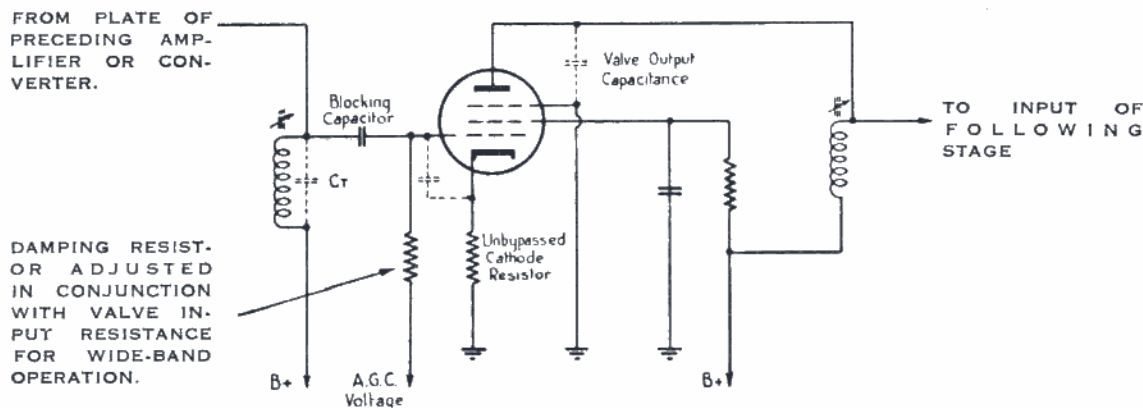 FROM PLATE OF
PRECEDING AMP-
LIFIER OR CON-
VERTER.
Blocking
Capacitor
Valve Output
Capacitance
TO INPUT OF
FOLLOWING
STAGE
CT
DAMPING RESIST-
OR ADJUSTED
IN CONJUNCTION
WITH VALVE IN-
PUT RESISTANCE
FOR WIDE-BAND
OPERATION.
Unbypassed
Cathode
Resistor
B+
A.G.C.
Voltage
B+